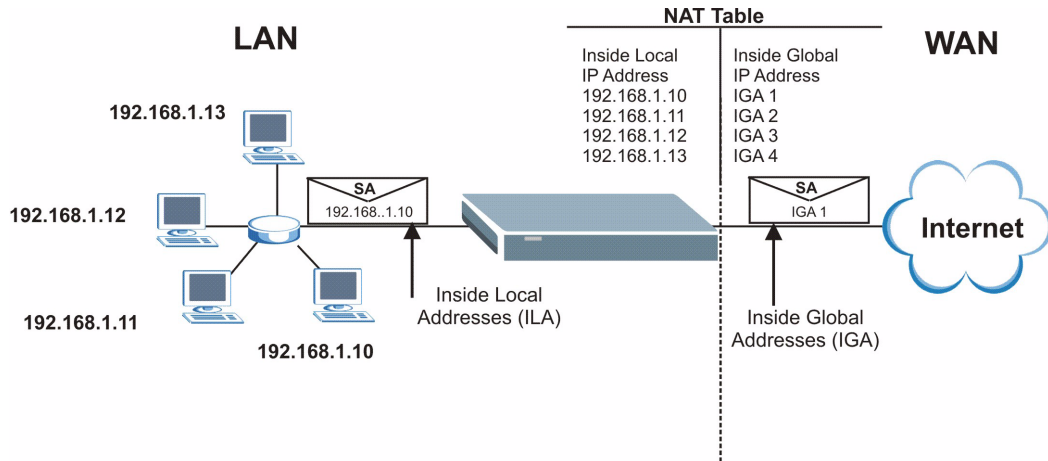 NAT Table
LAN
WAN
Inside Local
IP Address
192.168.1.10
192.168.1.11
192.168.1.12
192.168.1.13
Inside Global
IP Address
IGA 1
IGA 2
IGA 3
IGA 4
192.168.1.13
192.168.1.12
192.168.1.11
192.168.1.10
SA
192.168..1.10
SA
IGA 1
Internet
Inside Local
Addresses (ILA)
Inside Global
Addresses (IGA)